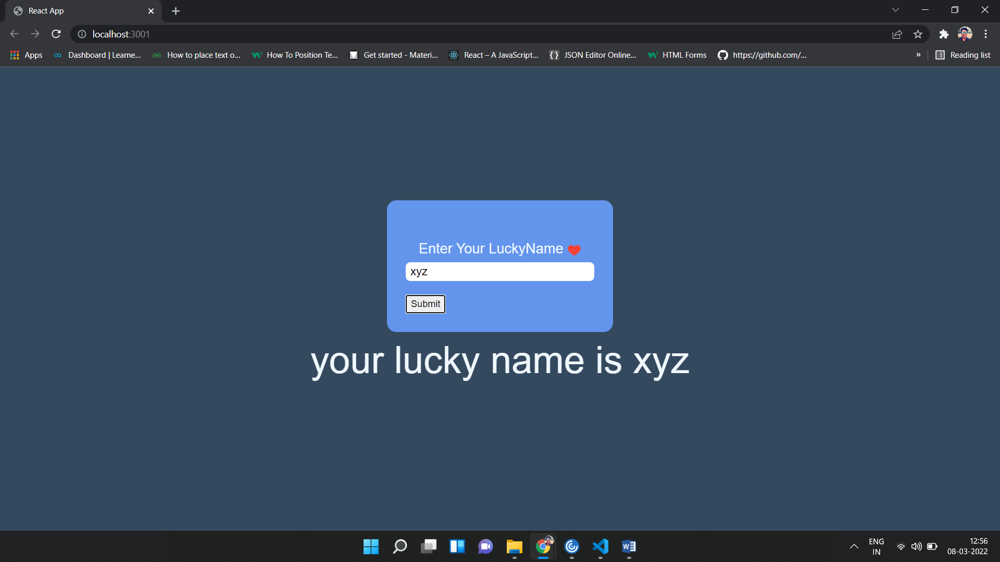 React App
localhost:3001
Apps
Dashboard | Learne...
How to place text o...
How To Position Te...
Get started - Materi...
React – A JavaScript...
JSON Editor Online...
HTML Forms
https://github.com/...
»
Reading list
Enter Your LuckyName ❤
xyz
Submit
your lucky name is xyz
ENG
IN
12:56
08-03-2022